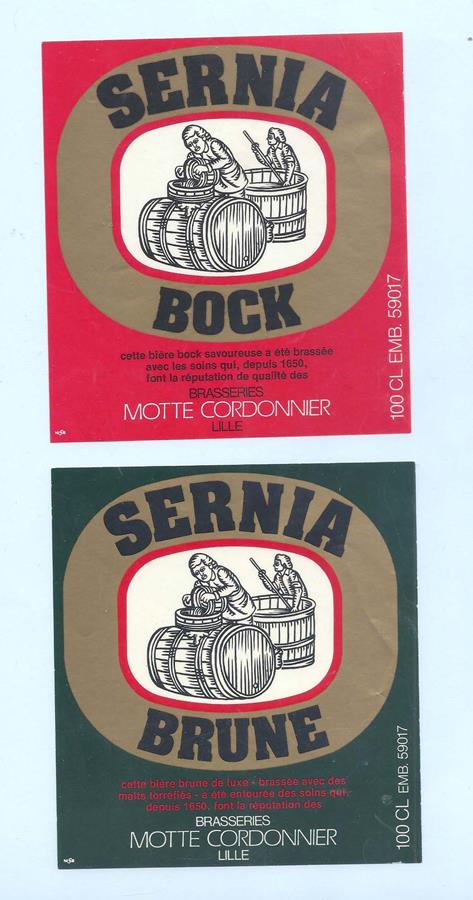 SERNIA
BOCK
cette bière bock savoureuse a été brassée
avec les soins qui, depuis 1650,
font la réputation de qualité des
BRASSERIES
MOTTE CORDONNIER
LILLE
100 CL EMB. 59017
SERNIA
BRUNE
cette bière brune de luxe - brassée avec des
malts torréfiés - a été entourée des soins qui,
depuis 1650, font la réputation des
BRASSERIES
MOTTE CORDONNIER
LILLE
100 CL EMB. 59017